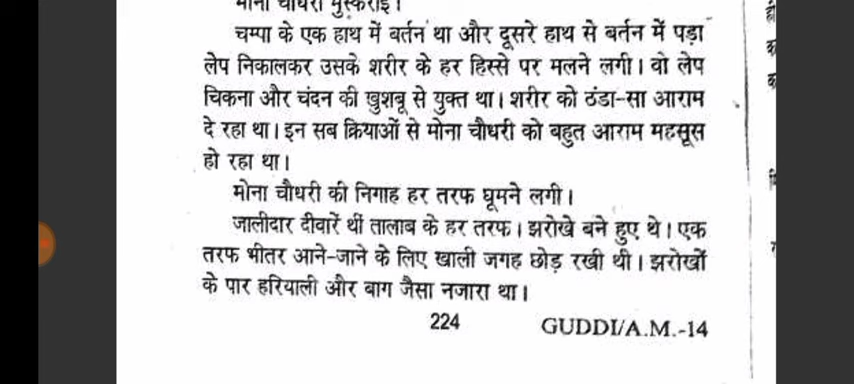 मोना चौधरी मुस्कराई।
चम्पा के एक हाथ में बर्तन था और दूसरे हाथ से बर्तन में पड़ा
लेप निकालकर उसके शरीर के हर हिस्से पर मलने लगी। वो लेप
चिकना और चंदन की खुशबू से युक्त था। शरीर को ठंडा-सा आराम
दे रहा था। इन सब क्रियाओं से मोना चौधरी को बहुत आराम महसूस
हो रहा था।
मोना चौधरी की निगाह हर तरफ घूमने लगी।
जालीदार दीवारें थीं तालाब के हर तरफ। झरोखे बने हुए थे। एक
तरफ भीतर आने-जाने के लिए खाली जगह छोड़ रखी थी। झरोखों
के पार हरियाली और बाग जैसा नजारा था।
224 GUDDI/A.M.-14